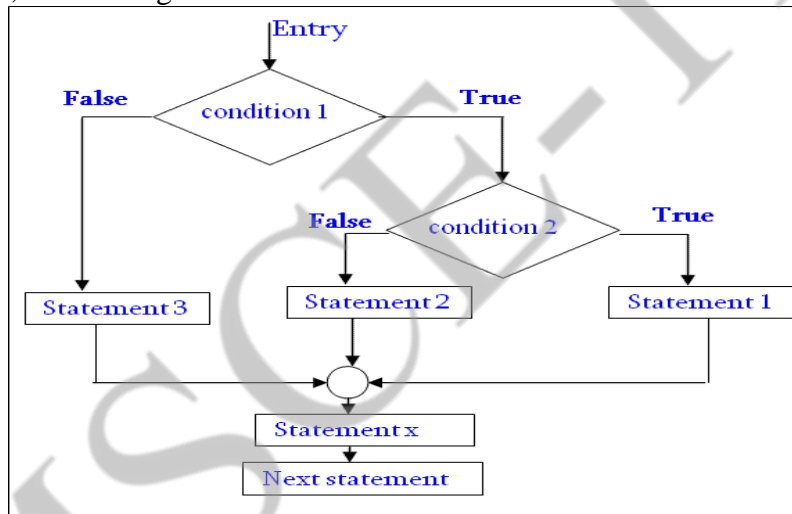 Entry
False
True
condition 1
False
True
condition 2
Statement 3
Statement 2
Statement 1
Statement x
Next statement